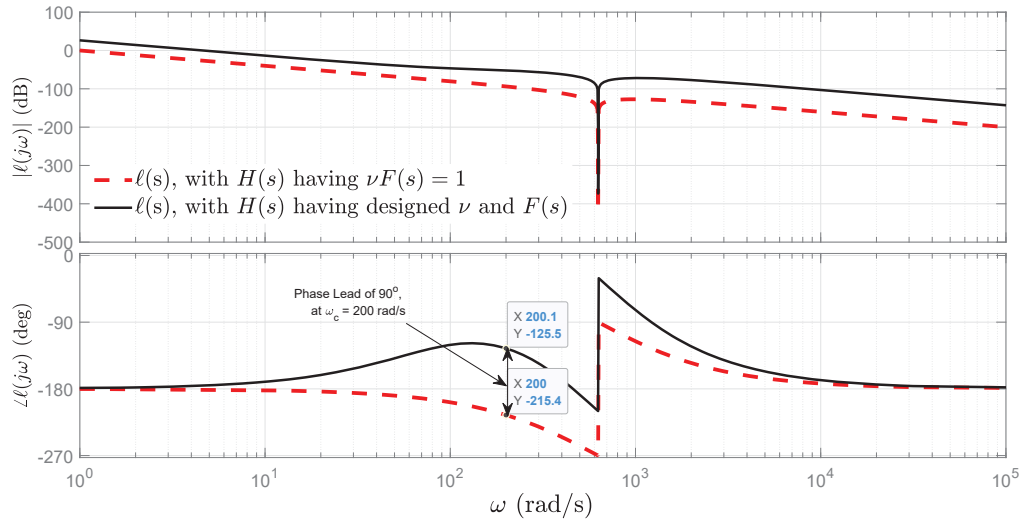 100
0
-100
-200
-300
-400
-500
|ℓ(jω)| (dB)
ℓ(s), with H(s) having νF(s) = 1
ℓ(s), with H(s) having designed ν and F(s)
0
-90
-180
-270
∠ℓ(jω) (deg)
Phase Lead of 90°,
at ω_c = 200 rad/s
X 200.1
Y -125.5
X 200
Y -215.4
10^0 10^1 10^2 10^3 10^4 10^5
ω (rad/s)